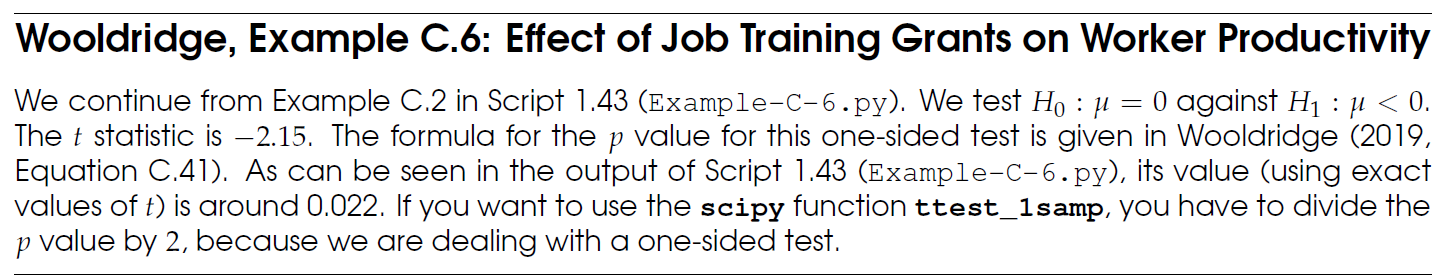 Wooldridge, Example C.6: Effect of Job Training Grants on Worker Productivity
We continue from Example C.2 in Script 1.43 (Example-C-6.py). We test H₀ : μ = 0 against H₁ : μ < 0.
The t statistic is −2.15. The formula for the p value for this one-sided test is given in Wooldridge (2019,
Equation C.41). As can be seen in the output of Script 1.43 (Example-C-6.py), its value (using exact
values of t) is around 0.022. If you want to use the scipy function ttest_1samp, you have to divide the
p value by 2, because we are dealing with a one-sided test.